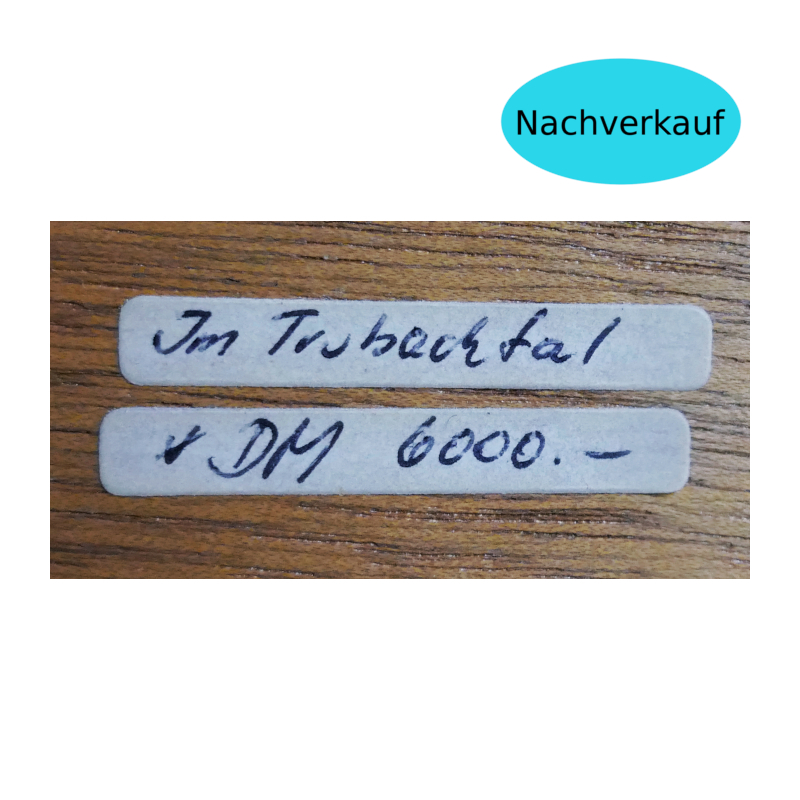 Nachverkauf
Im Trubachtal
DM 6000.-